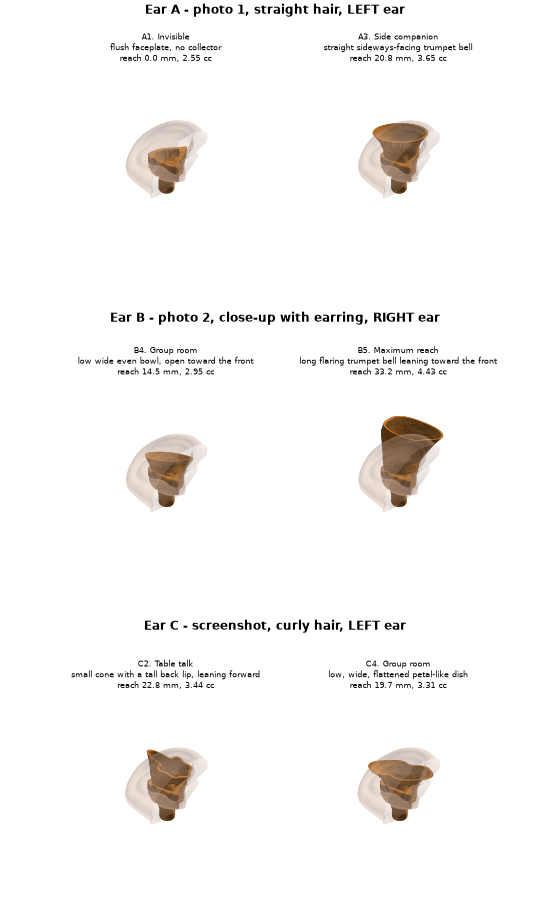 Ear A - photo 1, straight hair, LEFT ear
A1. Invisible
flush faceplate, no collector
reach 0.0 mm, 2.55 cc
A3. Side companion
straight sideways-facing trumpet bell
reach 20.8 mm, 3.65 cc
Ear B - photo 2, close-up with earring, RIGHT ear
B4. Group room
low wide even bowl, open toward the front
reach 14.5 mm, 2.95 cc
B5. Maximum reach
long flaring trumpet bell leaning toward the front
reach 33.2 mm, 4.43 cc
Ear C - screenshot, curly hair, LEFT ear
C2. Table talk
small cone with a tall back lip, leaning forward
reach 22.8 mm, 3.44 cc
C4. Group room
low, wide, flattened petal-like dish
reach 19.7 mm, 3.31 cc